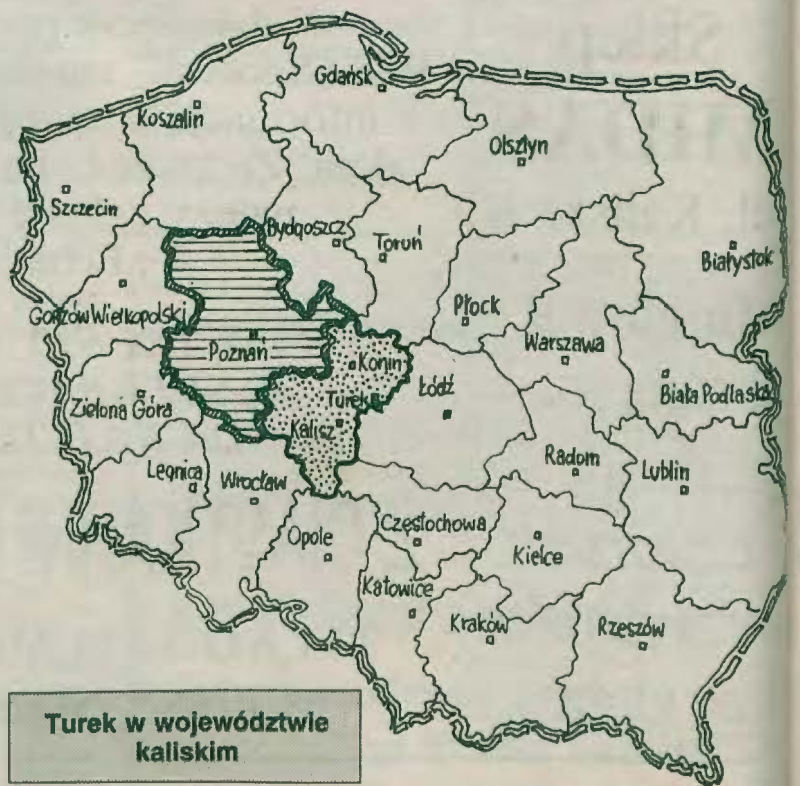 Gdańsk
Koszalin
Olsztyn
Szczecin
Bydgoszcz
Toruń
Białystok
Gorzów Wielkopolski
Płock
Poznań
Warszawa
Konin
Biała Podlaska
Zielona Góra
Turek
Łódź
Kalisz
Legnica
Wrocław
Radom
Lublin
Opole
Częstochowa
Kielce
Katowice
Kraków
Rzeszów
Turek w województwie
kaliskim